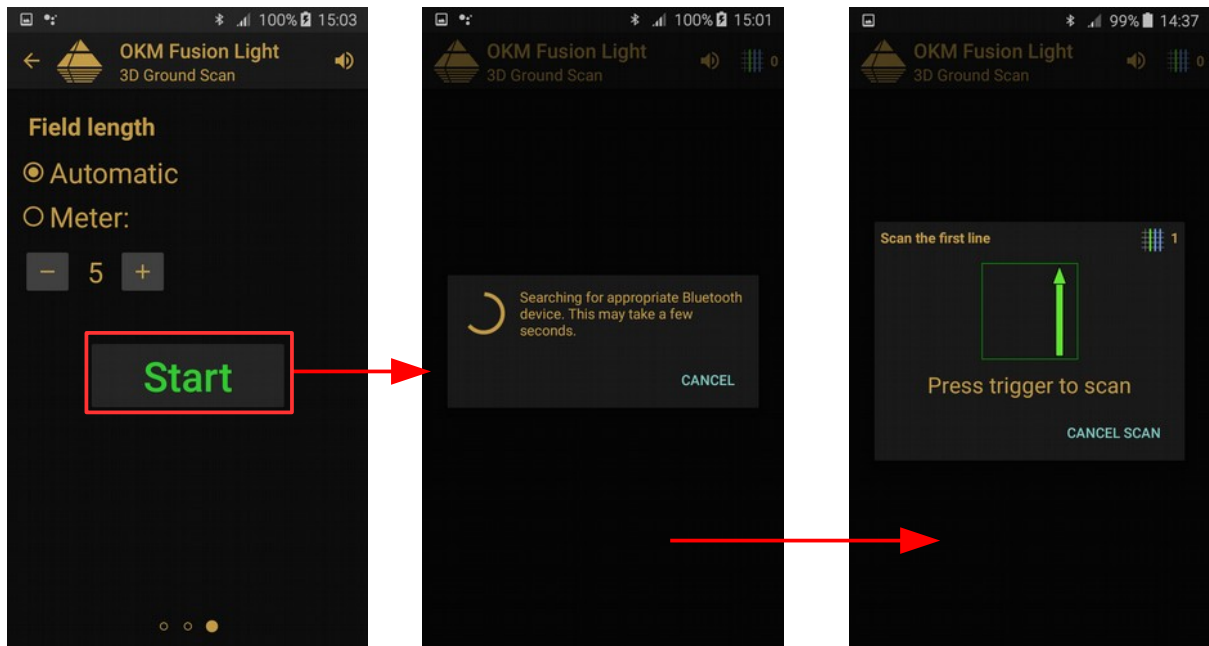 100% 15:03
OKM Fusion Light
3D Ground Scan
Field length
Automatic
Meter:
− 5 +
Start
100% 15:01
OKM Fusion Light
3D Ground Scan
0
Searching for appropriate Bluetooth
device. This may take a few
seconds.
CANCEL
99% 14:37
OKM Fusion Light
3D Ground Scan
0
Scan the first line
1
Press trigger to scan
CANCEL SCAN